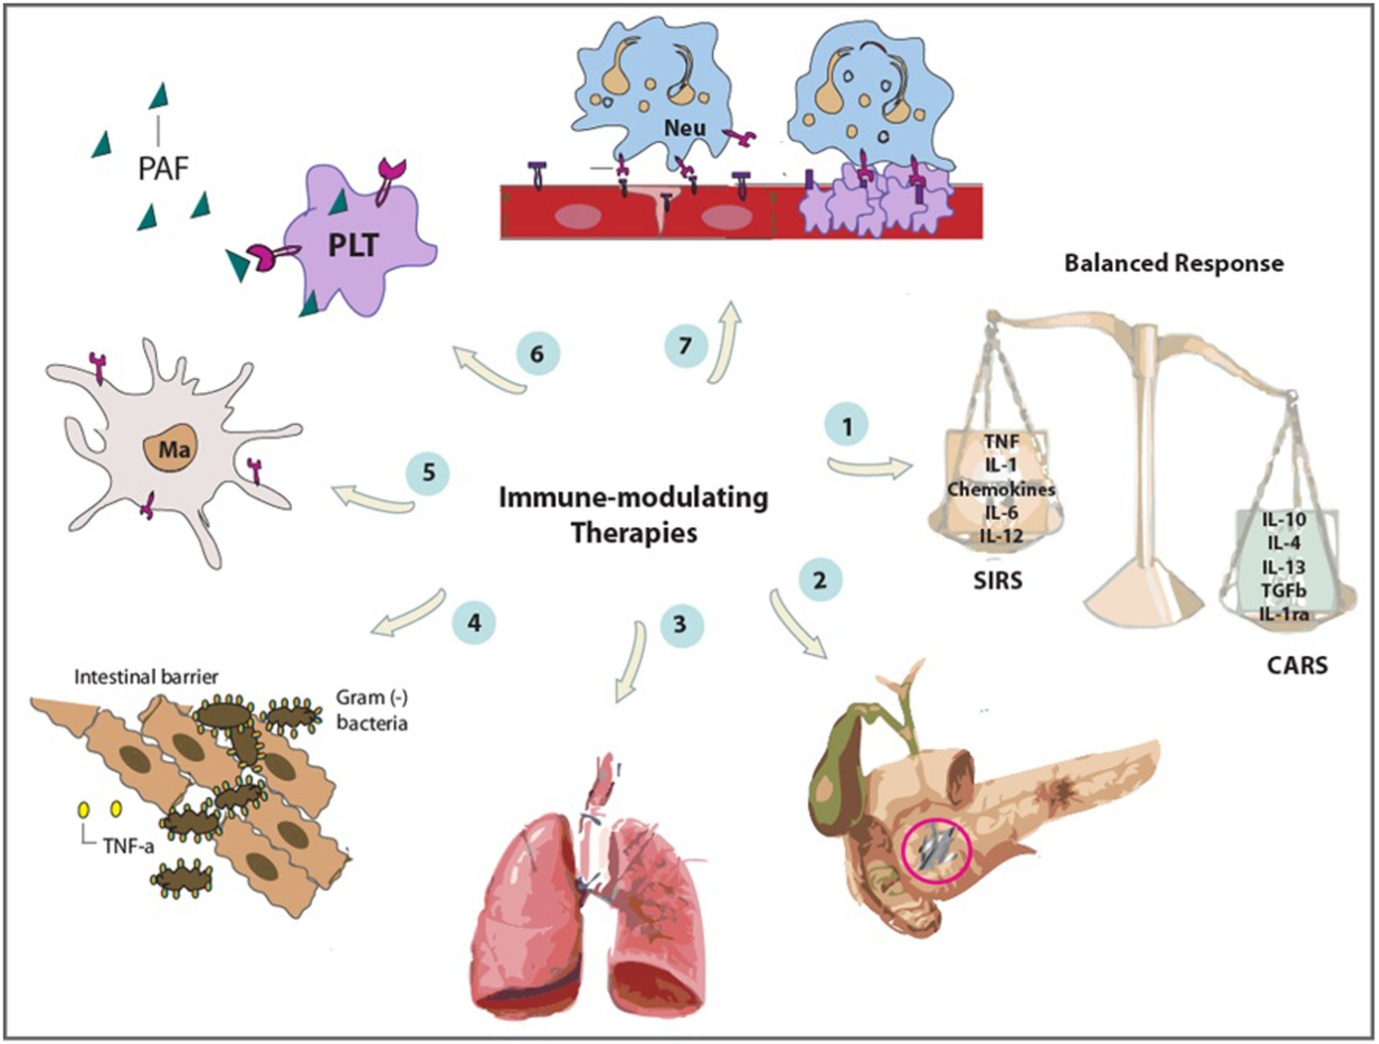 Neu
PAF
PLT
Balanced Response
6
7
1
Ma
5
Immune-modulating
Therapies
TNF
IL-1
Chemokines
IL-6
IL-12
SIRS
IL-10
IL-4
IL-13
TGFb
IL-1ra
CARS
2
3
4
Intestinal barrier
Gram (-)
bacteria
TNF-a